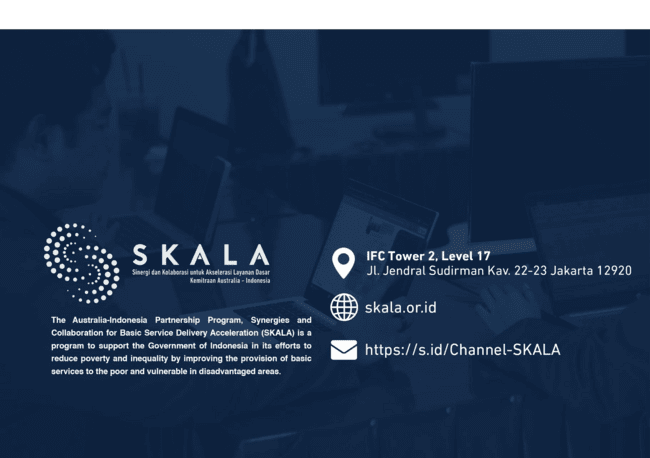 SKALA
Sinergi dan Kolaborasi untuk Akselerasi Layanan Dasar
Kemitraan Australia - Indonesia
The Australia-Indonesia Partnership Program, Synergies and
Collaboration for Basic Service Delivery Acceleration (SKALA) is a
program to support the Government of Indonesia in its efforts to
reduce poverty and inequality by improving the provision of basic
services to the poor and vulnerable in disadvantaged areas.
IFC Tower 2, Level 17
Jl. Jendral Sudirman Kav. 22-23 Jakarta 12920
skala.or.id
https://s.id/Channel-SKALA